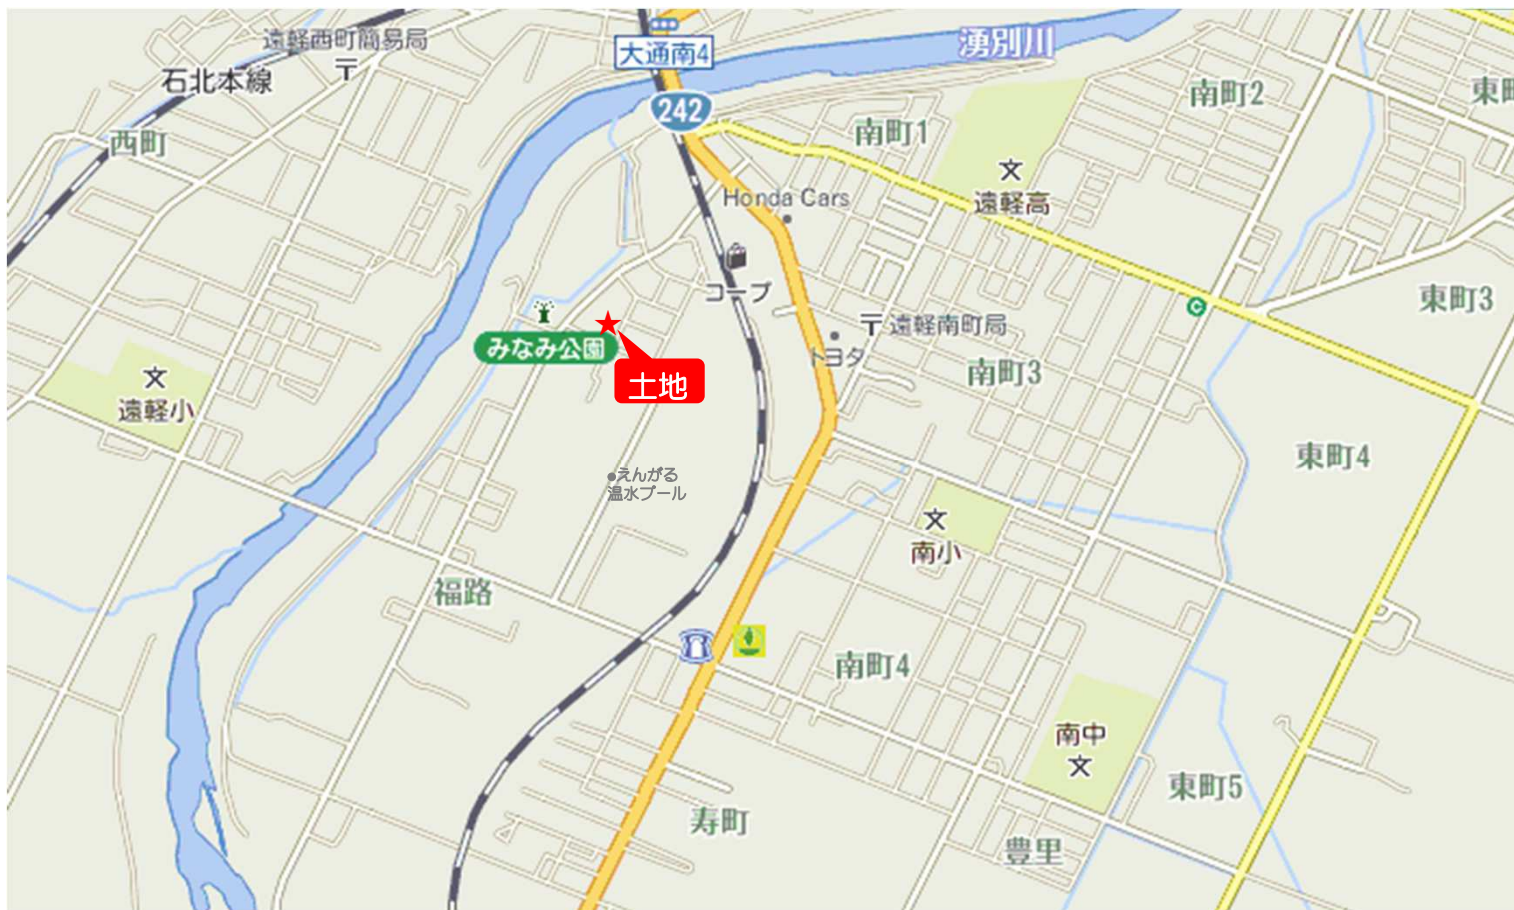 遠軽西町簡易局
大通南4
湧別川
石北本線
242
南町2
東町
西町
南町1
Honda Cars
遠軽高
コープ
東町3
遠軽南町局
みなみ公園
トヨタ
土地
南町3
遠軽小
東町4
えんがる
温水プール
南小
福路
南町4
南中
東町5
寿町
豊里